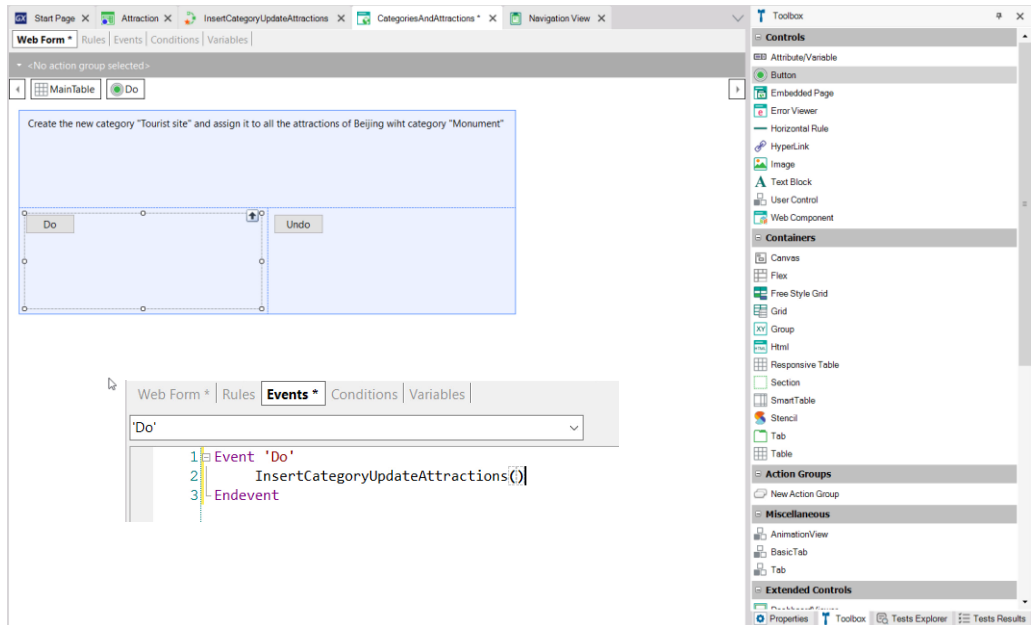 Start Page X Attraction X InsertCategoryUpdateAttractions X CategoriesAndAttractions * X Navigation View X
Web Form * Rules Events Conditions Variables
<No action group selected>
MainTable Do
Create the new category "Tourist site" and assign it to all the attractions of Beijing wiht category "Monument"
Do Undo
Web Form * Rules Events * Conditions Variables
'Do'
1 Event 'Do'
2 InsertCategoryUpdateAttractions()
3 Endevent
Toolbox
Controls
Attribute/Variable
Button
Embedded Page
Error Viewer
Horizontal Rule
HyperLink
Image
Text Block
User Control
Web Component
Containers
Canvas
Flex
Free Style Grid
Grid
Group
Html
Responsive Table
Section
SmartTable
Stencil
Tab
Table
Action Groups
New Action Group
Miscellaneous
AnimationView
BasicTab
Tab
Extended Controls
Properties Toolbox Tests Explorer Tests Results